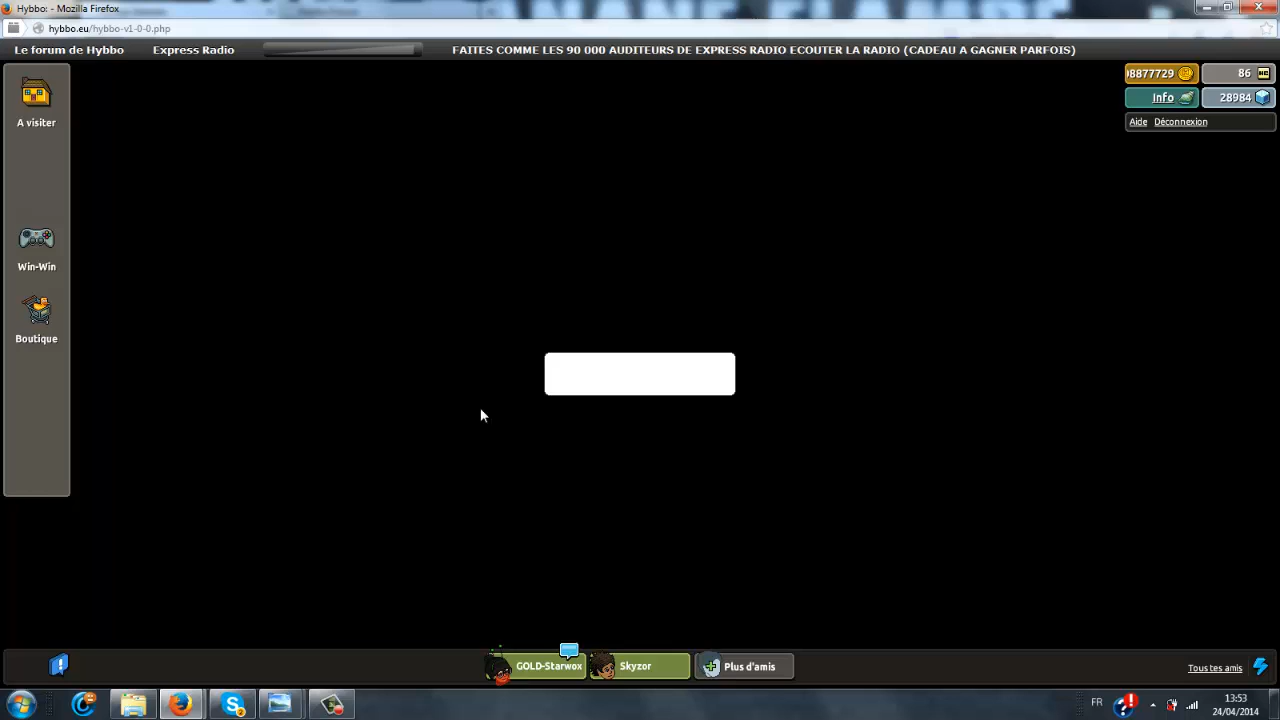 Hybbo: - Mozilla Firefox
hybbo.eu/hybbo-v1-0-0.php
Le forum de Hybbo
Express Radio
FAITES COMME LES 90 000 AUDITEURS DE EXPRESS RADIO ECOUTER LA RADIO (CADEAU A GAGNER PARFOIS)
8877729
86
HC
Info
28984
Aide Déconnexion
A visiter
Win-Win
Boutique
GOLD-Starwox
Skyzor
Plus d'amis
Tous tes amis
FR
2
13:53
24/04/2014